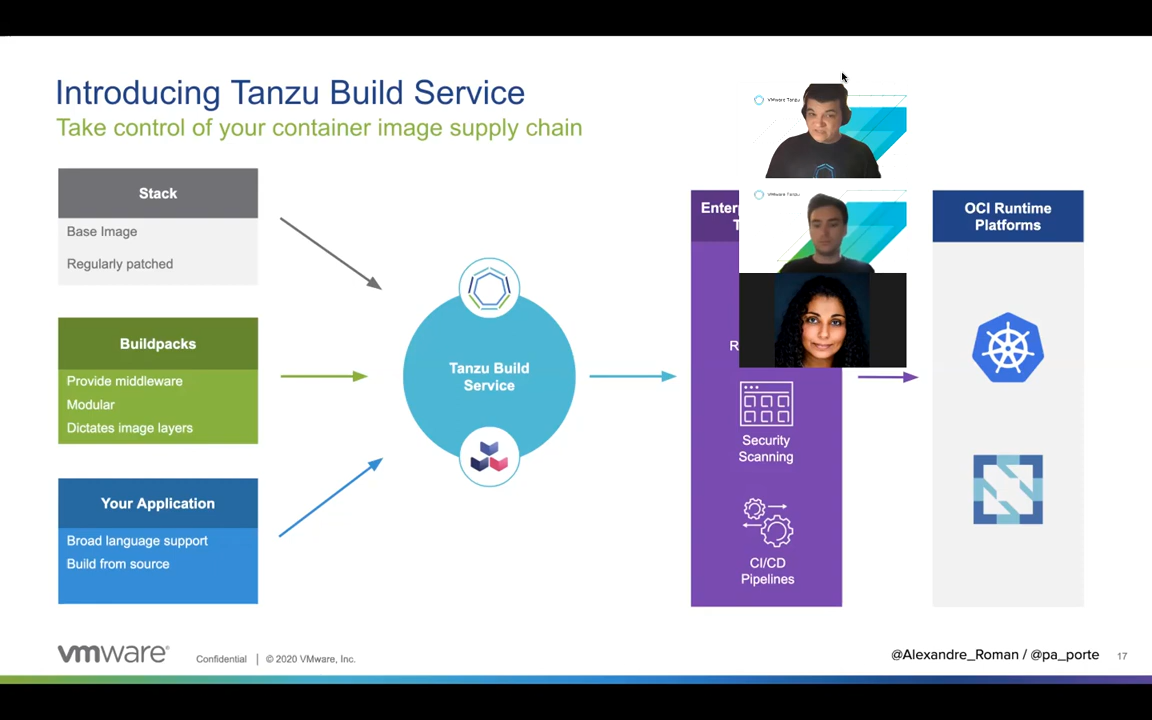 Introducing Tanzu Build Service
Take control of your container image supply chain
VMware Tanzu
VMware Tanzu
Stack
Base Image
Regularly patched
Buildpacks
Provide middleware
Modular
Dictates image layers
Your Application
Broad language support
Build from source
Tanzu Build
Service
Security
Scanning
CI/CD
Pipelines
OCI Runtime
Platforms
vmware
Confidential | © 2020 VMware, Inc.
@Alexandre_Roman / @pa_porte
17